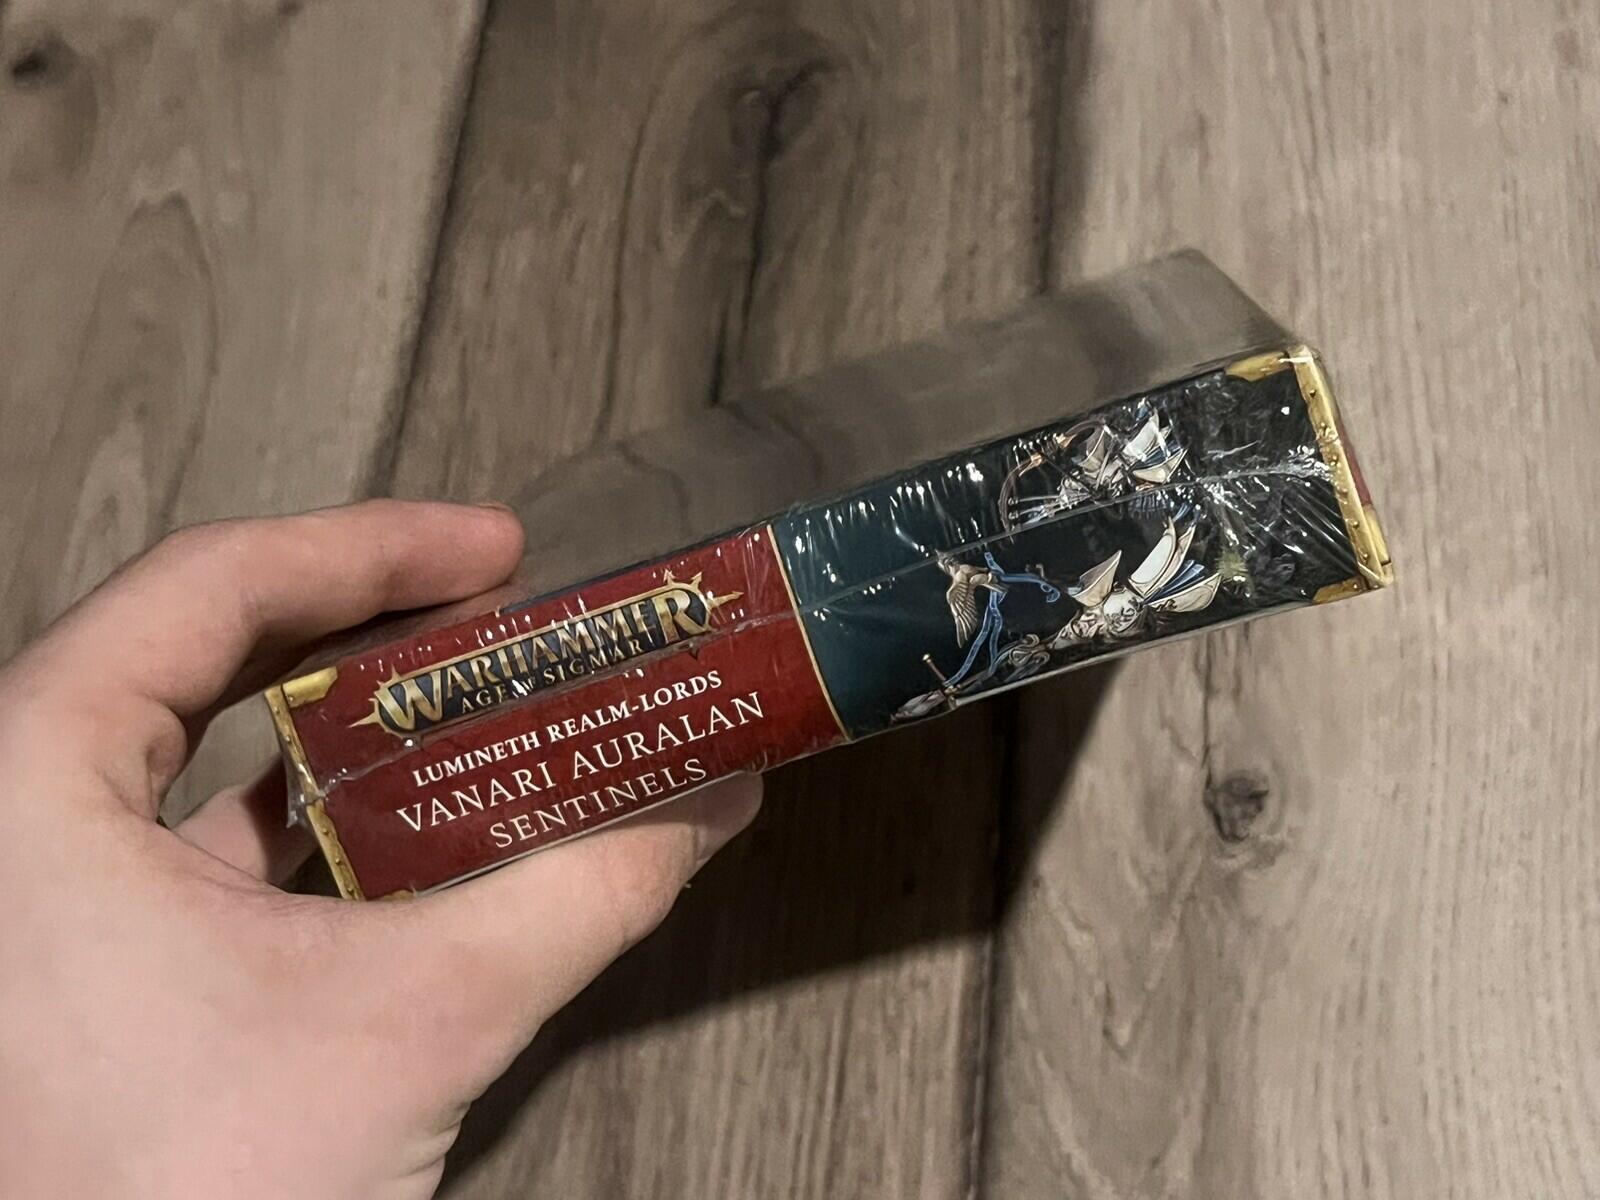 WARHAMMER
AGE OF SIGMAR
LUMINETH REALM-LORDS
VANARI AURALAN
SENTINELS